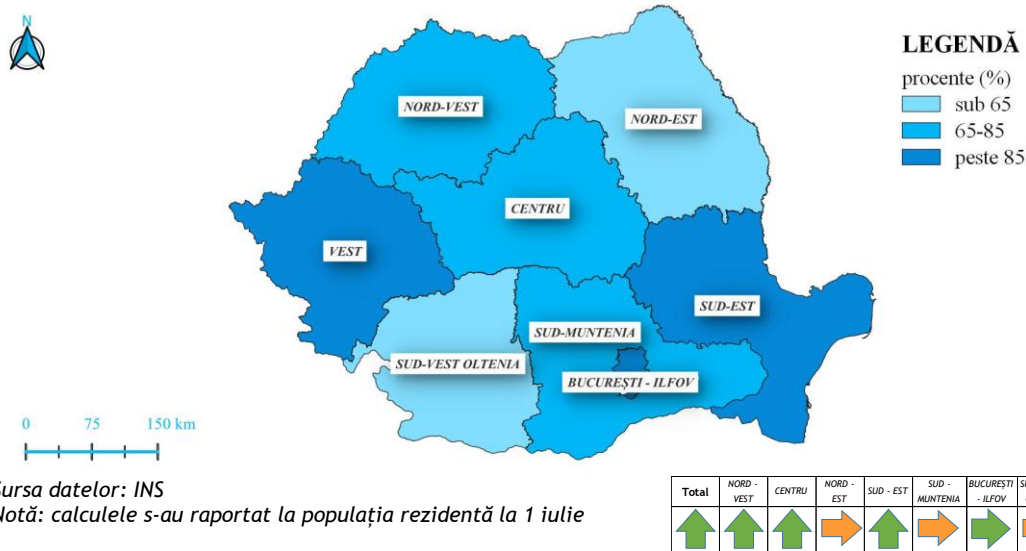 N
LEGENDĂ
procente (%)
sub 65
65-85
peste 85
NORD-VEST
NORD-EST
CENTRU
VEST
SUD-EST
SUD-MUNTENIA
SUD-VEST OLTENIA
BUCUREȘTI - ILFOV
0 75 150 km
ursa datelor: INS
Notă: calculele s-au raportat la populația rezidentă la 1 iulie
Total NORD - VEST CENTRU NORD - EST SUD - EST SUD - MUNTENIA BUCUREȘTI - ILFOV